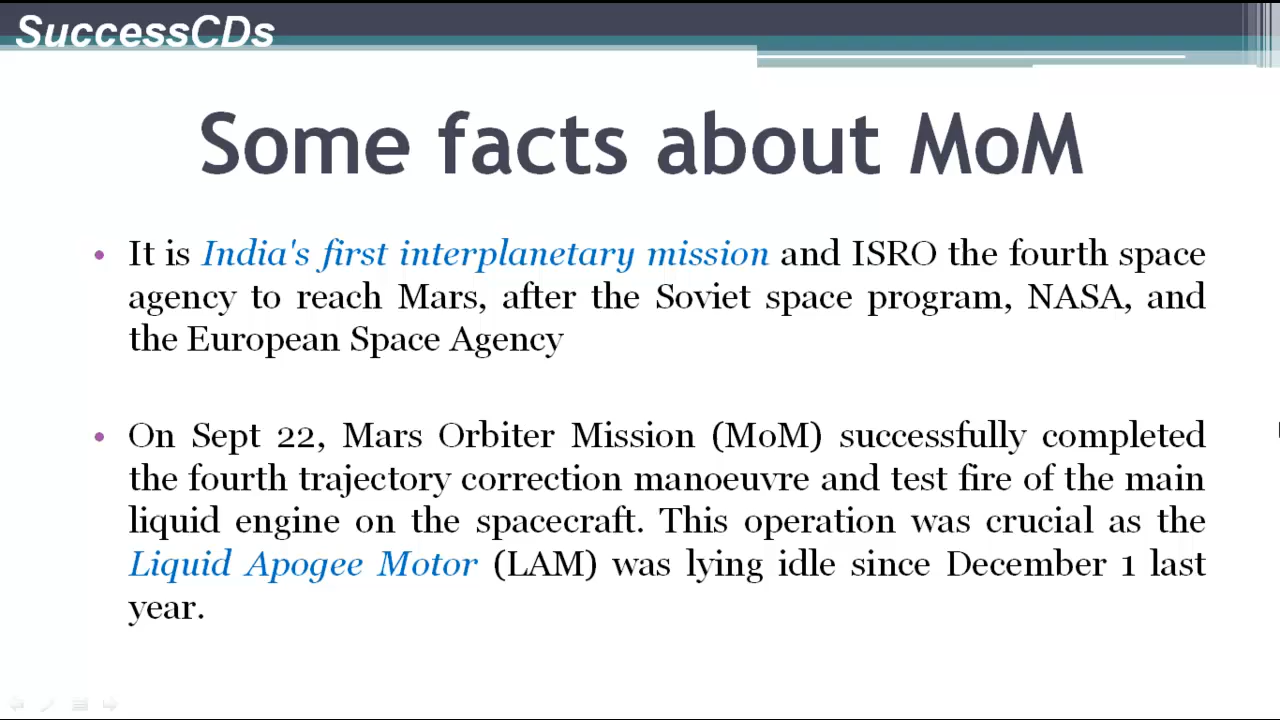 SuccessCDs
Some facts about MoM
• It is India's first interplanetary mission and ISRO the fourth space
agency to reach Mars, after the Soviet space program, NASA, and
the European Space Agency
• On Sept 22, Mars Orbiter Mission (MoM) successfully completed
the fourth trajectory correction manoeuvre and test fire of the main
liquid engine on the spacecraft. This operation was crucial as the
Liquid Apogee Motor (LAM) was lying idle since December 1 last
year.